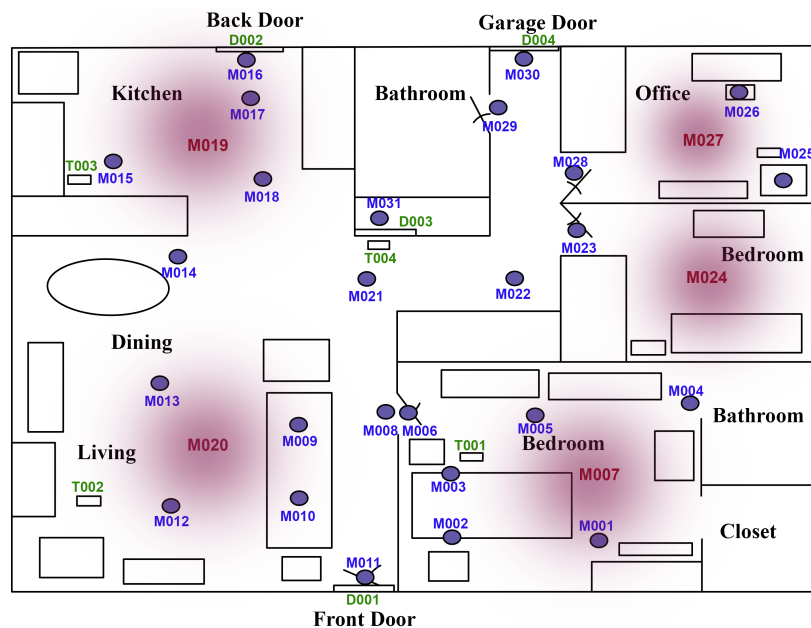 Back Door
Garage Door
D002
D004
M016
M030
Kitchen
M017
Bathroom
M029
Office
M026
M019
M027
M025
T003
M015
M018
M028
M031
D003
M023
T004
M014
M021
M022
Bedroom
M024
Dining
M013
M004
M008
M006
M005
Bathroom
M009
M020
Living
T001
Bedroom
M007
M003
T002
M012
M010
M002
M001
Closet
M011
D001
Front Door